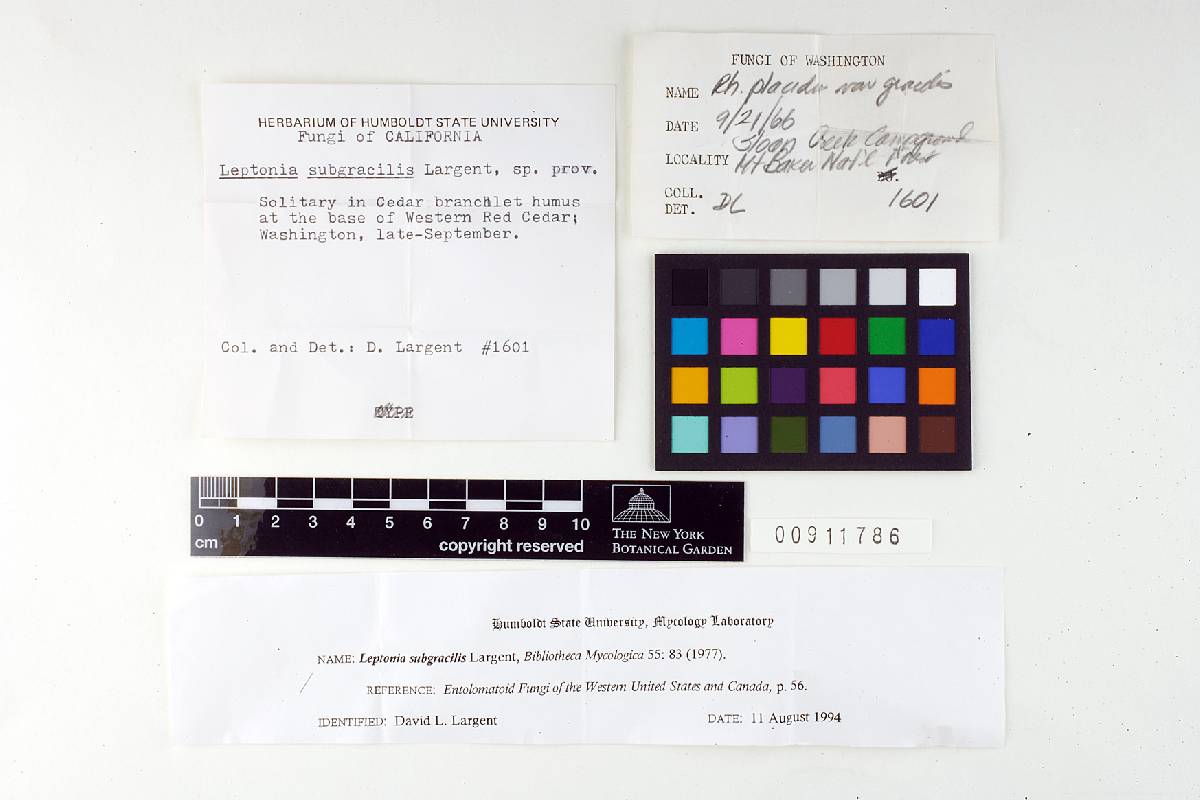 HERBARIUM OF HUMBOLDT STATE UNIVERSITY
Fungi of CALIFORNIA
Leptonia subgracilis Largent, sp. prov.
Solitary in Cedar branchlet humus
at the base of Western Red Cedar;
Washington, late-September.
Col. and Det.: D. Largent #1601
FUNGI OF WASHINGTON
NAME Rh. placida var gracilis
DATE 9/21/66
Sloan Creek Campground
LOCALITY Mt Baker Nat'l
COLL.
DET. DL 1601
0 1 2 3 4 5 6 7 8 9 10
cm copyright reserved
THE NEW YORK
BOTANICAL GARDEN
00911786
Humboldt State University, Mycology Laboratory
NAME: Leptonia subgracilis Largent, Bibliotheca Mycologica 55: 83 (1977).
REFERENCE: Entolomatoid Fungi of the Western United States and Canada, p. 56.
IDENTIFIED: David L. Largent DATE: 11 August 1994